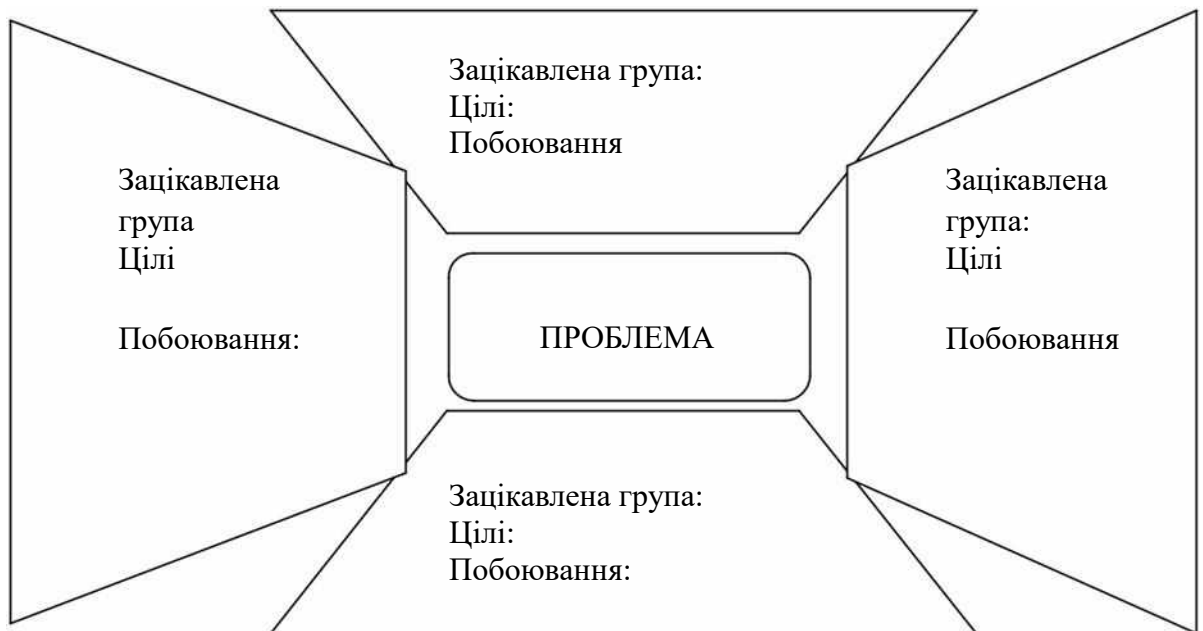 Зацікавлена група:
Цілі:
Побоювання
Зацікавлена
група
Цілі
Побоювання:
ПРОБЛЕМА
Зацікавлена
група:
Цілі
Побоювання
Зацікавлена група:
Цілі:
Побоювання: